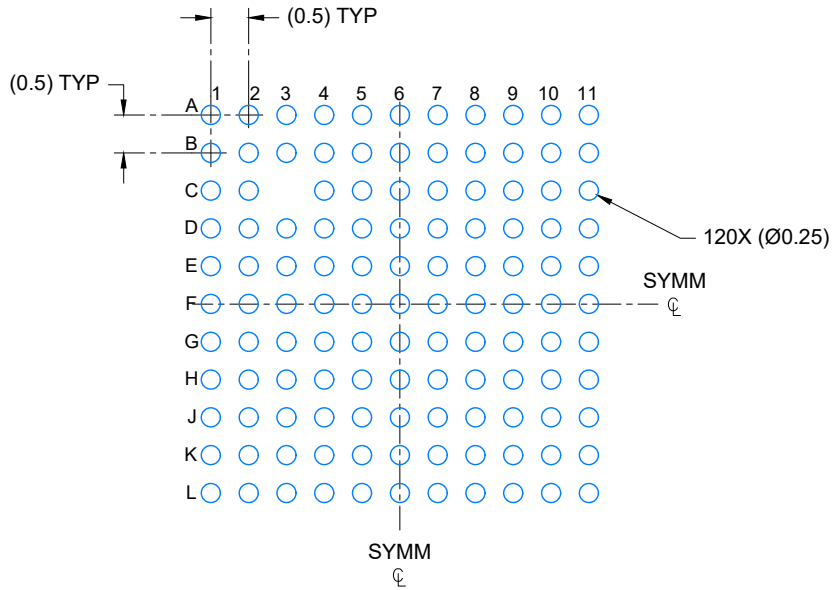 (0.5) TYP
(0.5) TYP
1 2 3 4 5 6 7 8 9 10 11
A
B
C
120X (Ø0.25)
D
E
SYMM
℄
F
G
H
J
K
L
SYMM
℄